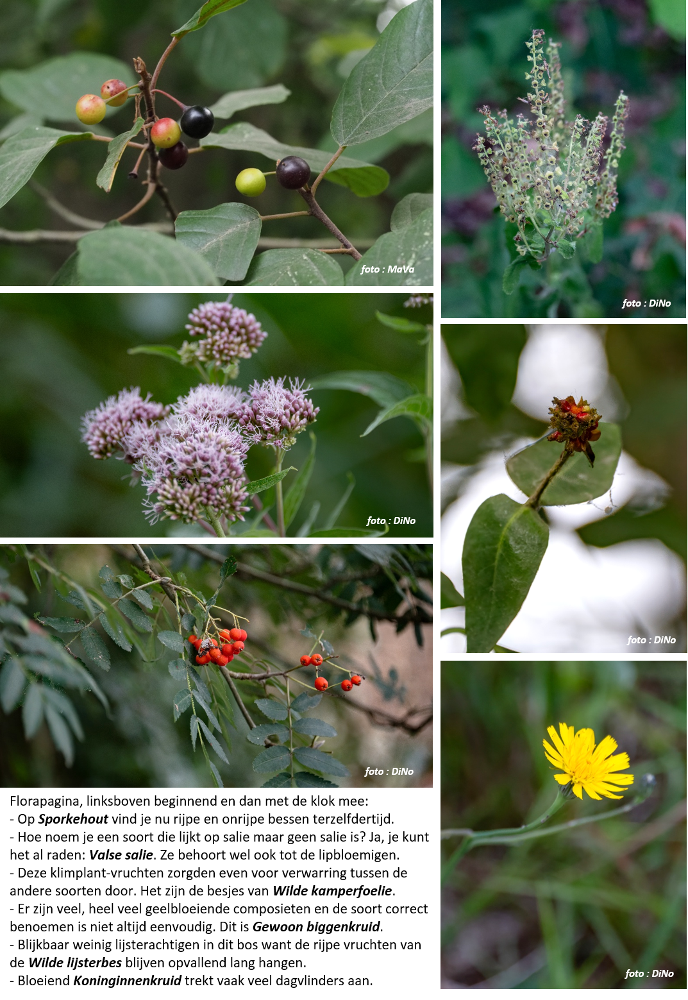 foto : MaVa
foto : DiNo
foto : DiNo
foto : DiNo
foto : DiNo
foto : DiNo
Florapagina, linksboven beginnend en dan met de klok mee:
- Op Sporkehout vind je nu rijpe en onrijpe bessen terzelfdertijd.
- Hoe noem je een soort die lijkt op salie maar geen salie is? Ja, je kunt
het al raden: Valse salie. Ze behoort wel ook tot de lipbloemigen.
- Deze klimplant-vruchten zorgden even voor verwarring tussen de
andere soorten door. Het zijn de besjes van Wilde kamperfoelie.
- Er zijn veel, heel veel geelbloeiende composieten en de soort correct
benoemen is niet altijd eenvoudig. Dit is Gewoon biggenkruid.
- Blijkbaar weinig lijsterachtigen in dit bos want de rijpe vruchten van
de Wilde lijsterbes blijven opvallend lang hangen.
- Bloeiend Koninginnenkruid trekt vaak veel dagvlinders aan.